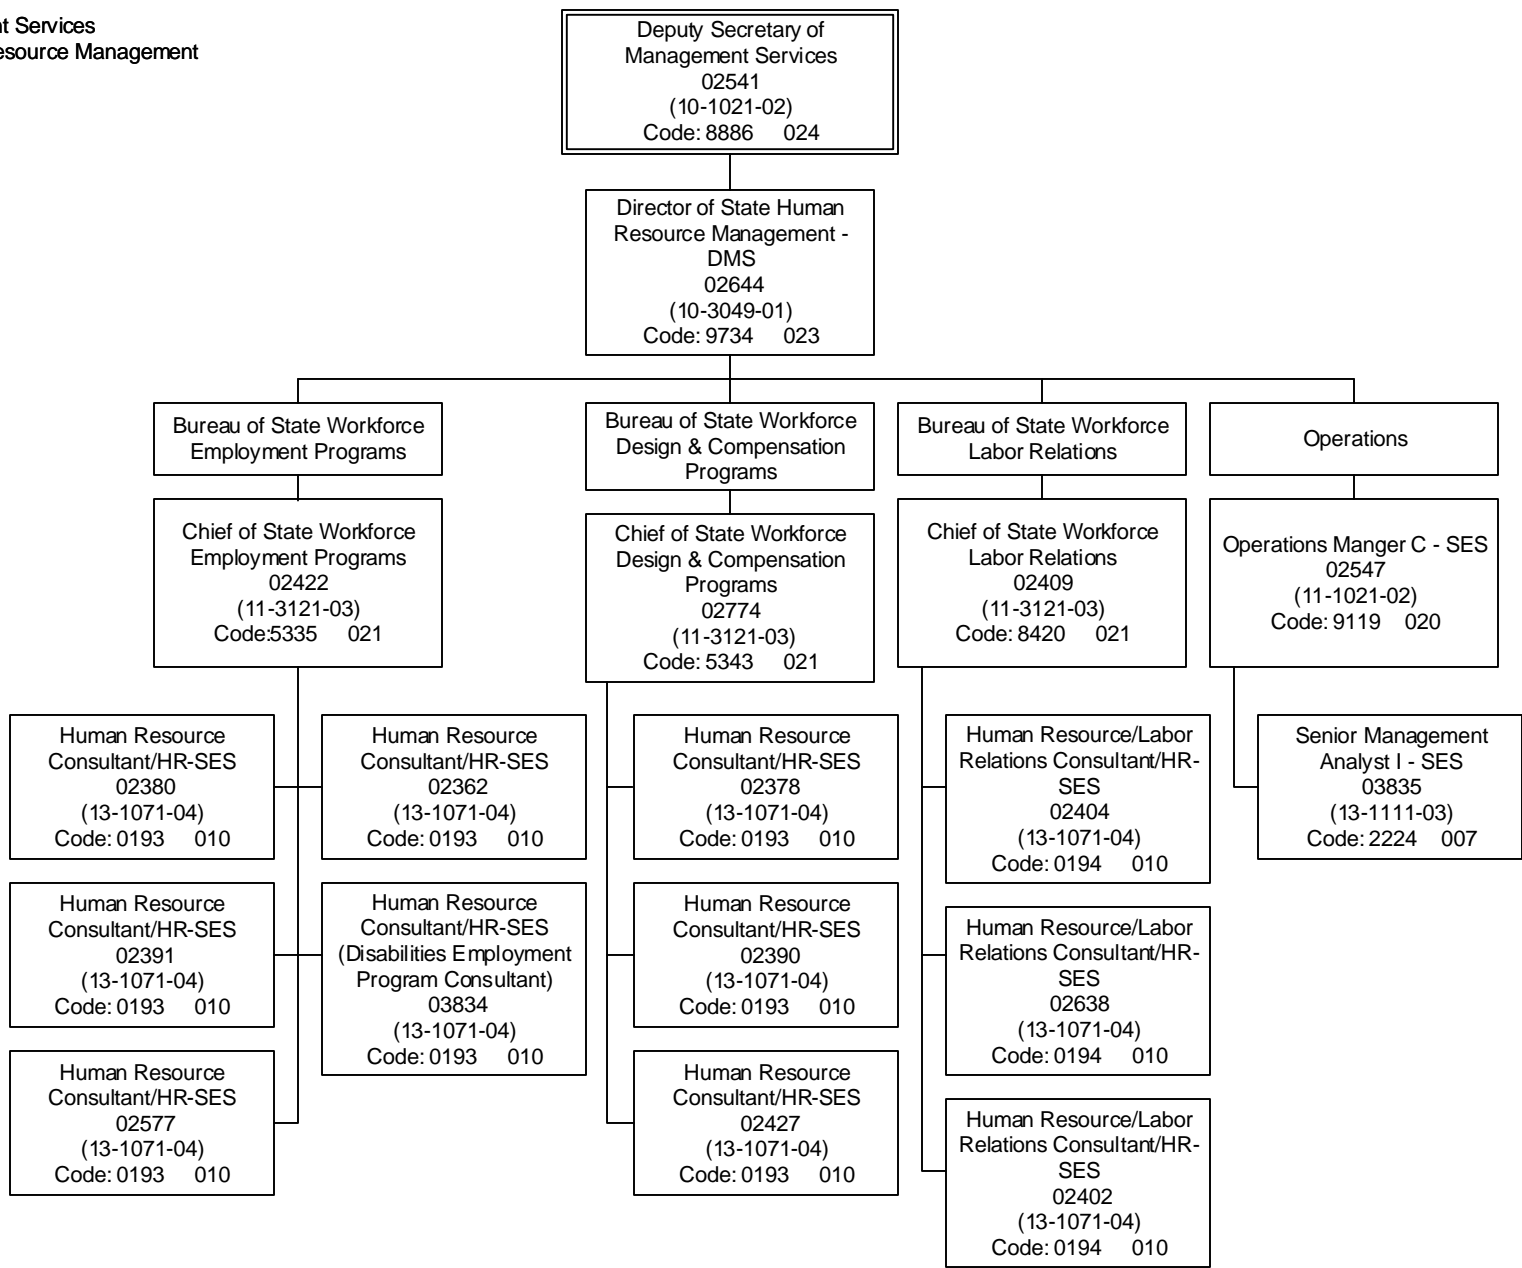 nt Services
esource Management
Deputy Secretary of
Management Services
02541
(10-1021-02)
Code: 8886 024
Director of State Human
Resource Management -
DMS
02644
(10-3049-01)
Code: 9734 023
Bureau of State Workforce
Employment Programs
Bureau of State Workforce
Design & Compensation
Programs
Bureau of State Workforce
Labor Relations
Operations
Chief of State Workforce
Employment Programs
02422
(11-3121-03)
Code:5335 021
Chief of State Workforce
Design & Compensation
Programs
02774
(11-3121-03)
Code: 5343 021
Chief of State Workforce
Labor Relations
02409
(11-3121-03)
Code: 8420 021
Operations Manger C - SES
02547
(11-1021-02)
Code: 9119 020
Human Resource
Consultant/HR-SES
02380
(13-1071-04)
Code: 0193 010
Human Resource
Consultant/HR-SES
02362
(13-1071-04)
Code: 0193 010
Human Resource
Consultant/HR-SES
02378
(13-1071-04)
Code: 0193 010
Human Resource/Labor
Relations Consultant/HR-
SES
02404
(13-1071-04)
Code: 0194 010
Senior Management
Analyst I - SES
03835
(13-1111-03)
Code: 2224 007
Human Resource
Consultant/HR-SES
02391
(13-1071-04)
Code: 0193 010
Human Resource
Consultant/HR-SES
(Disabilities Employment
Program Consultant)
03834
(13-1071-04)
Code: 0193 010
Human Resource
Consultant/HR-SES
02390
(13-1071-04)
Code: 0193 010
Human Resource/Labor
Relations Consultant/HR-
SES
02638
(13-1071-04)
Code: 0194 010
Human Resource
Consultant/HR-SES
02577
(13-1071-04)
Code: 0193 010
Human Resource
Consultant/HR-SES
02427
(13-1071-04)
Code: 0193 010
Human Resource/Labor
Relations Consultant/HR-
SES
02402
(13-1071-04)
Code: 0194 010